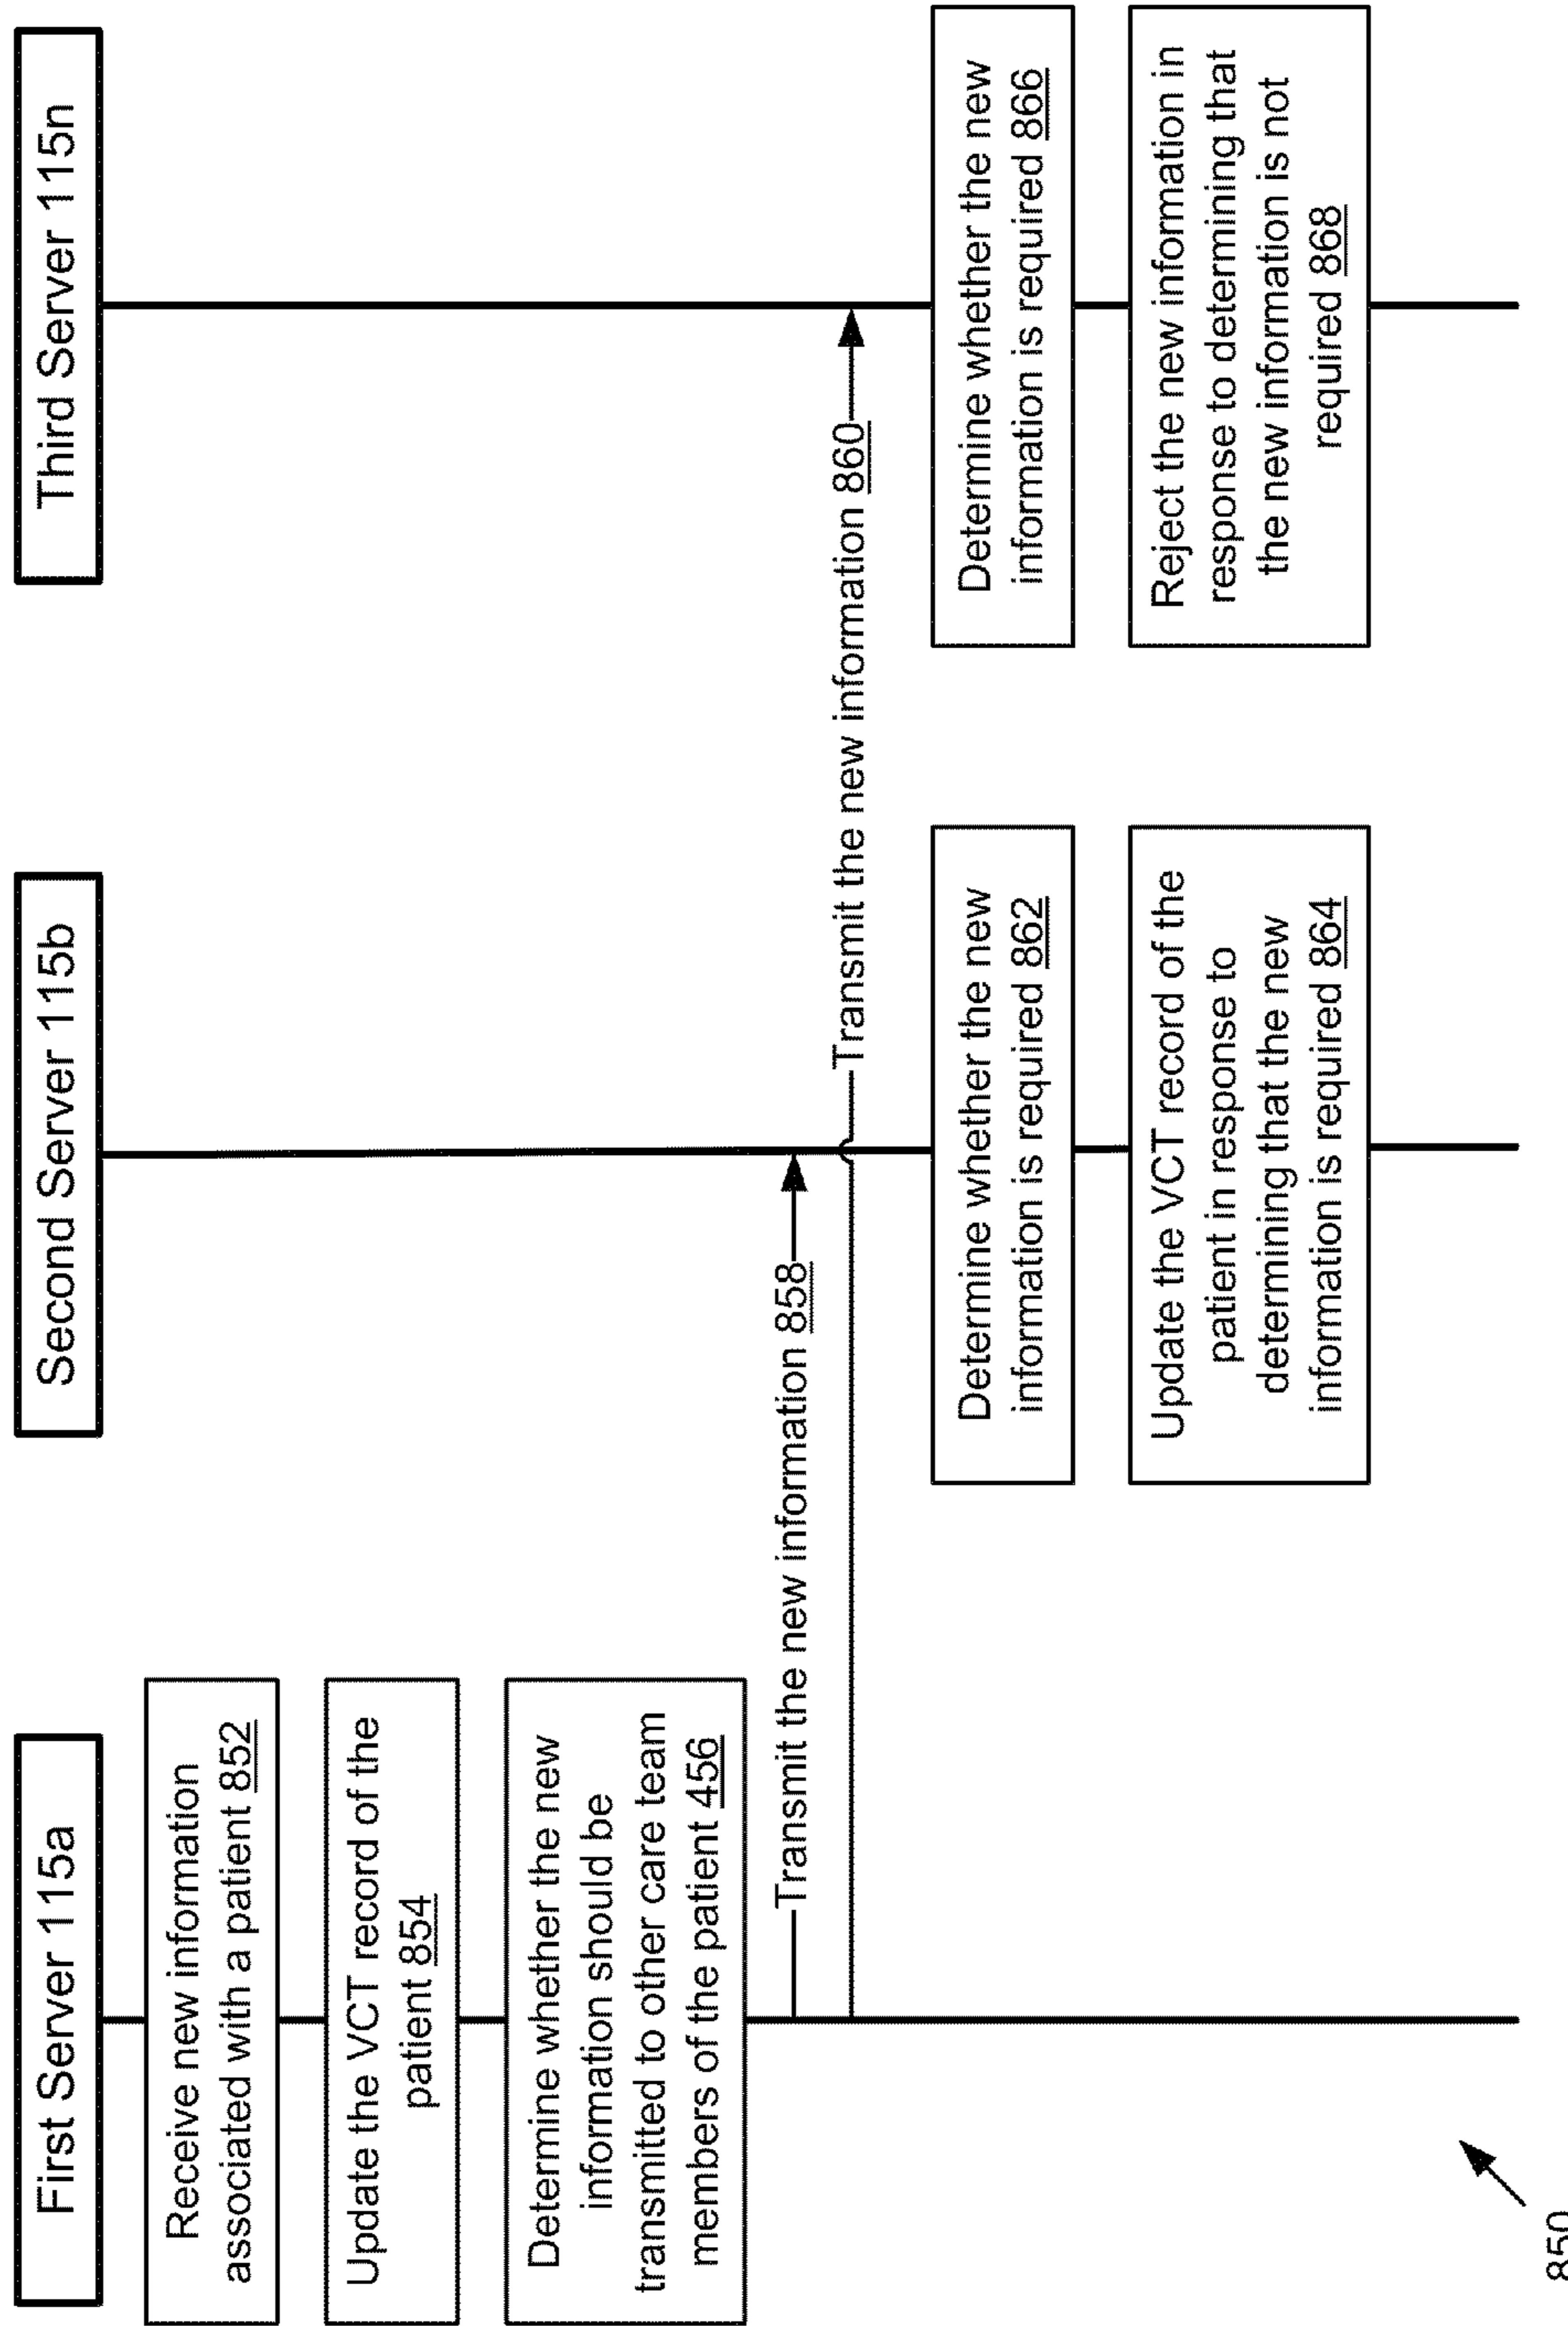 First Server 115a
Second Server 115b
Third Server 115n
Receive new information
associated with a patient 852
Update the VCT record of the
patient 854
Determine whether the new
information should be
transmitted to other care team
members of the patient 456
Transmit the new information 858
Transmit the new information 860
Determine whether the new
information is required 862
Determine whether the new
information is required 866
Update the VCT record of the
patient in response to
determining that the new
information is required 864
Reject the new information in
response to determining that
the new information is not
required 868
850